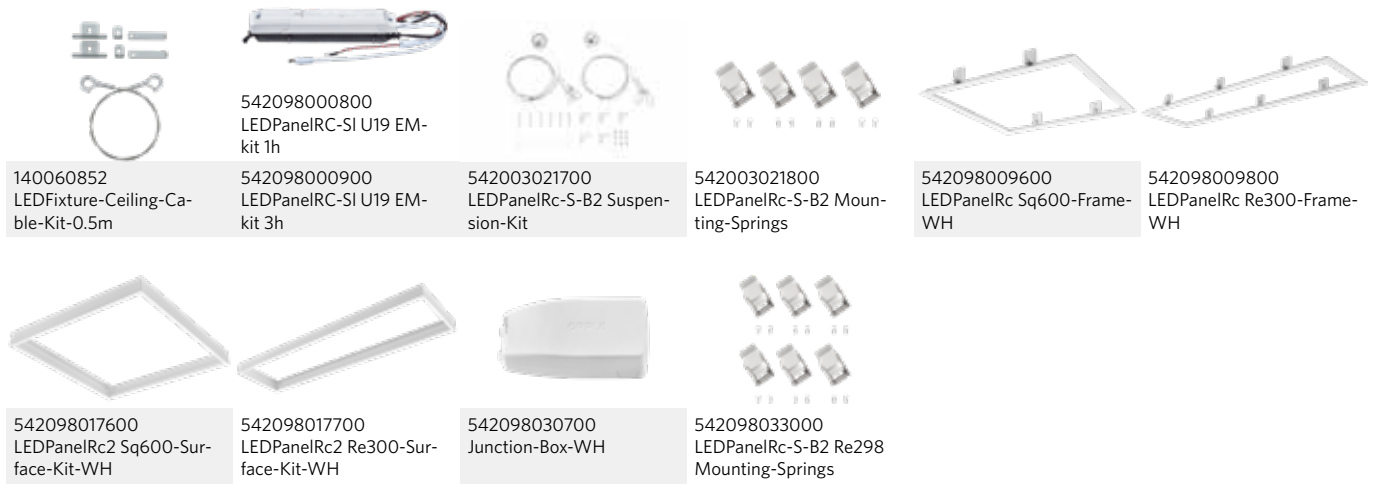 542098000800
LEDPanelRC-Sl U19 EM-
kit 1h
140060852
LEDFixture-Ceiling-Ca-
ble-Kit-0.5m
542098000900
LEDPanelRC-Sl U19 EM-
kit 3h
542003021700
LEDPanelRc-S-B2 Suspen-
sion-Kit
542003021800
LEDPanelRc-S-B2 Moun-
ting-Springs
542098009600
LEDPanelRc Sq600-Frame-
WH
542098009800
LEDPanelRc Re300-Frame-
WH
542098017600
LEDPanelRc2 Sq600-Sur-
face-Kit-WH
542098017700
LEDPanelRc2 Re300-Sur-
face-Kit-WH
542098030700
Junction-Box-WH
542098033000
LEDPanelRc-S-B2 Re298
Mounting-Springs